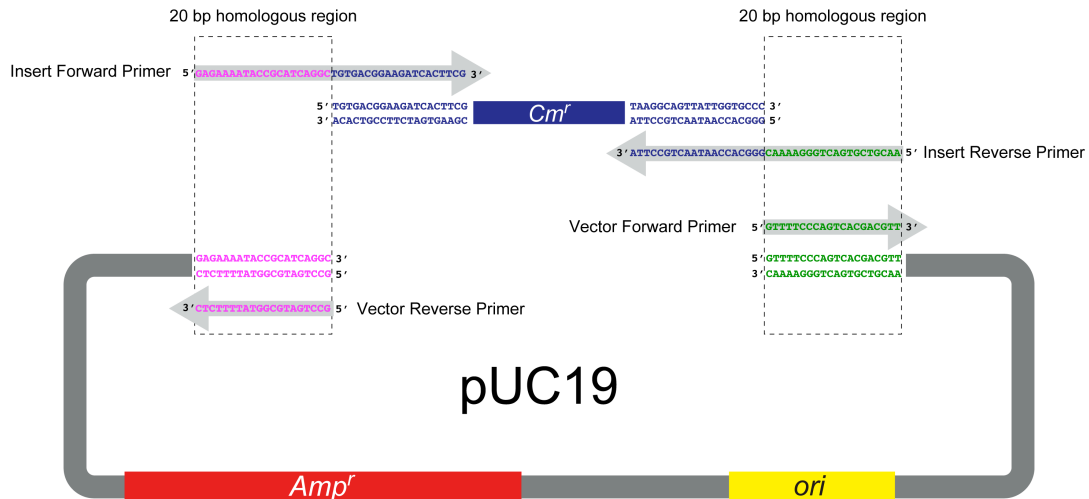 20 bp homologous region
20 bp homologous region
Insert Forward Primer 5’ GAGAAAATACCGCATCAGGCTGTGACGGAAGATCACTTCG 3’
5’ TGTGACGGAAGATCACTTCG Cmʳ TAAGGCAGTTATTGGTGCCC 3’
3’ ACACTGCCTTCTAGTGAAGC ATTCCGTCAATAACCACGGG 5’
3’ ATTCCGTCAATAACCACGGGCAAAAGGGTCAGTGCTGCAA 5’ Insert Reverse Primer
Vector Forward Primer 5’ GTTTTCCCAGTCACGACGTT 3’
GAGAAAATACCGCATCAGGC 3’
CTCTTTTATGGCGTAGTCCG 5’
5’ GTTTTCCCAGTCACGACGTT
3’ CAAAAGGGTCAGTGCTGCAA
3’ CTCTTTTATGGCGTAGTCCG 5’ Vector Reverse Primer
pUC19
Ampʳ
ori